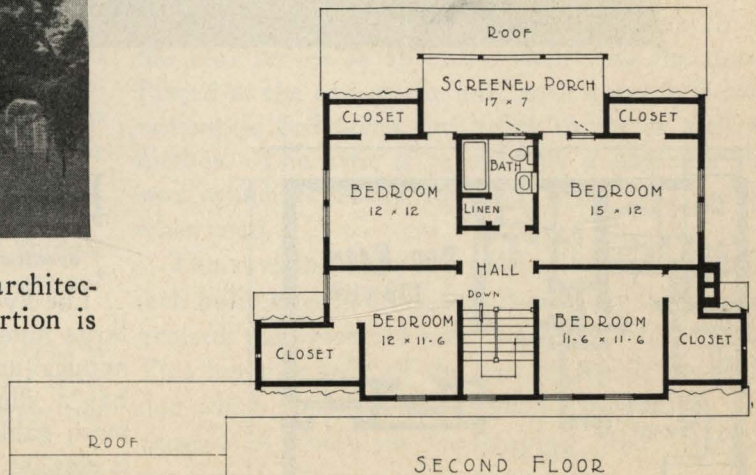 ROOF
SCREENED PORCH
17 × 7
CLOSET
CLOSET
BATH
BEDROOM
12 × 12
BEDROOM
15 × 12
LINEN
HALL
DOWN
architec-
rtion is
BEDROOM
12 × 11-6
BEDROOM
11-6 × 11-6
CLOSET
CLOSET
ROOF
SECOND FLOOR